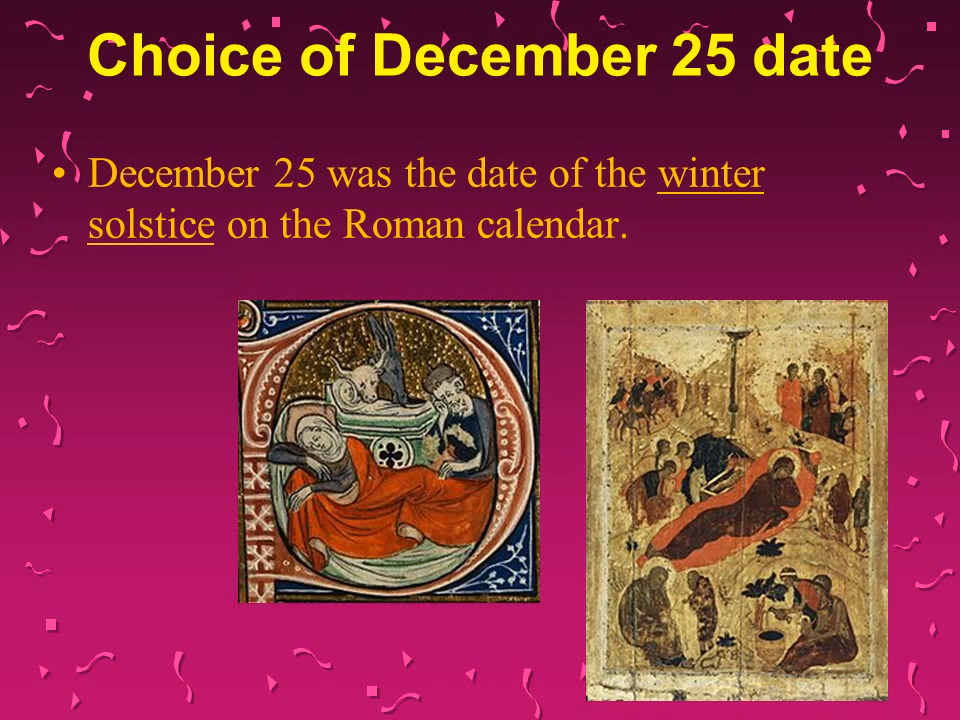 Choice of December 25 date
• December 25 was the date of the winter
solstice on the Roman calendar.